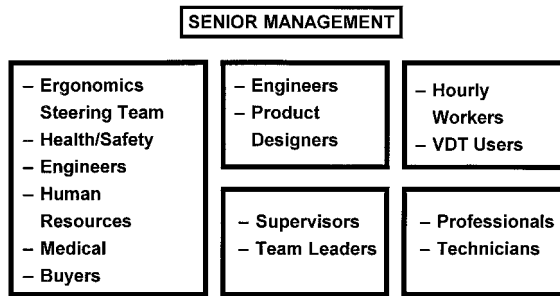 SENIOR MANAGEMENT
– Ergonomics
Steering Team
– Health/Safety
– Engineers
– Human
Resources
– Medical
– Buyers
– Engineers
– Product
Designers
– Hourly
Workers
– VDT Users
– Supervisors
– Team Leaders
– Professionals
– Technicians